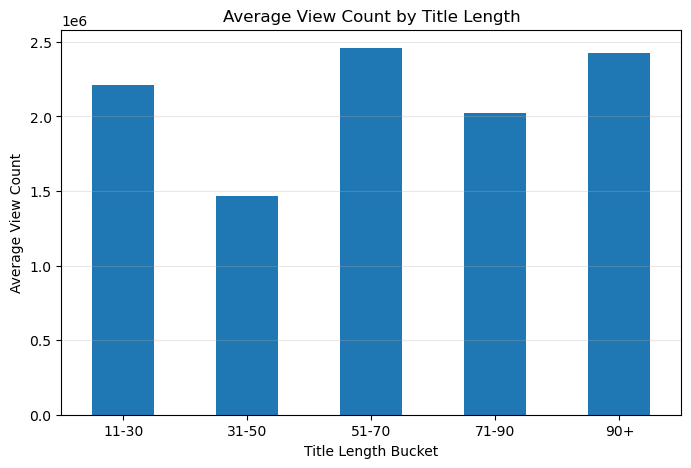 Average View Count by Title Length
1e6
2.5
2.0
1.5
1.0
0.5
0.0
Average View Count
11-30 31-50 51-70 71-90 90+
Title Length Bucket